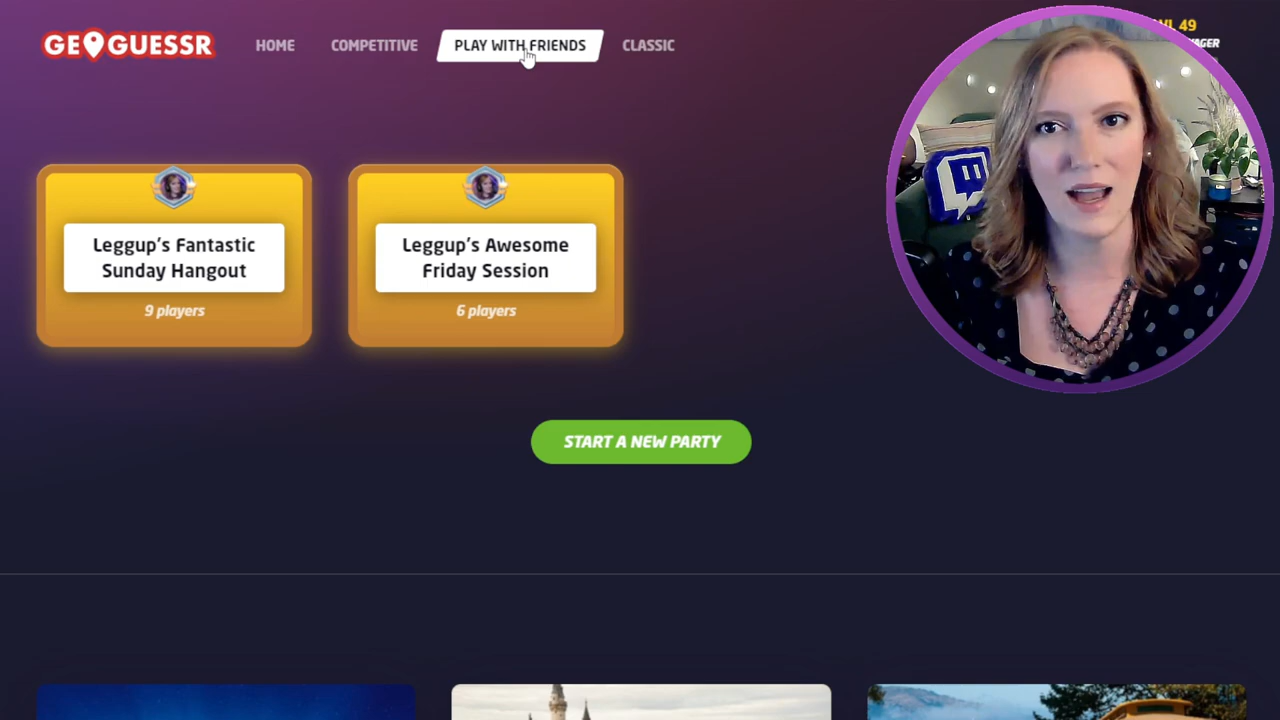 GEOGUESSR
HOME
COMPETITIVE
PLAY WITH FRIENDS
CLASSIC
49
Leggup's Fantastic
Sunday Hangout
9 players
Leggup's Awesome
Friday Session
6 players
START A NEW PARTY